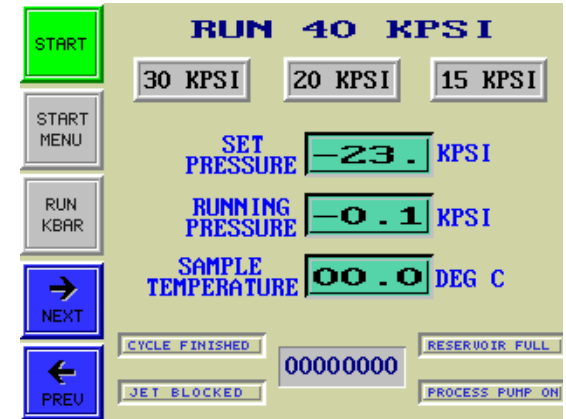 START
RUN 40 KPSI
30 KPSI
20 KPSI
15 KPSI
START
MENU
SET
PRESSURE
-23.
KPSI
RUN
KBAR
RUNNING
PRESSURE
-0.1
KPSI
SAMPLE
TEMPERATURE
00.0
DEG C
NEXT
CYCLE FINISHED
00000000
RESERVOIR FULL
PREV
JET BLOCKED
PROCESS PUMP ON